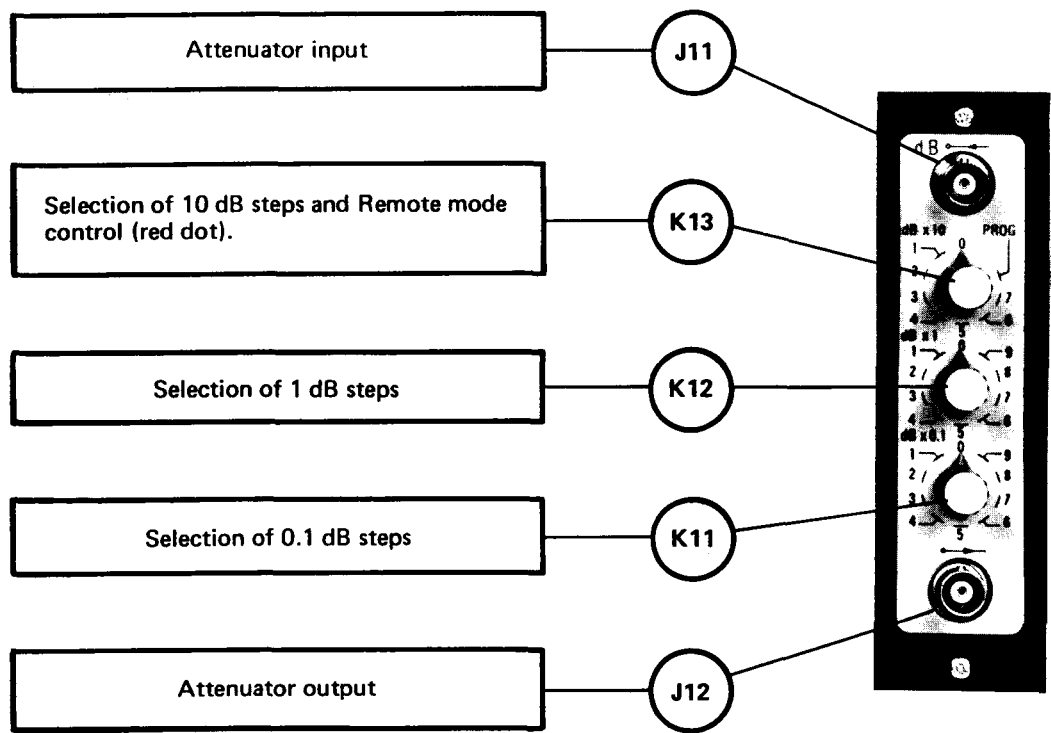 Attenuator input
J11
Selection of 10 dB steps and Remote mode
control (red dot).
K13
Selection of 1 dB steps
K12
Selection of 0.1 dB steps
K11
Attenuator output
J12
dB
dB x10 0 PROG
1
2
3 7
4 6
5
dB x1 0
1 9
2 8
3 7
4 6
5
dB x0.1 0
1 9
2 8
3 7
4 6
5